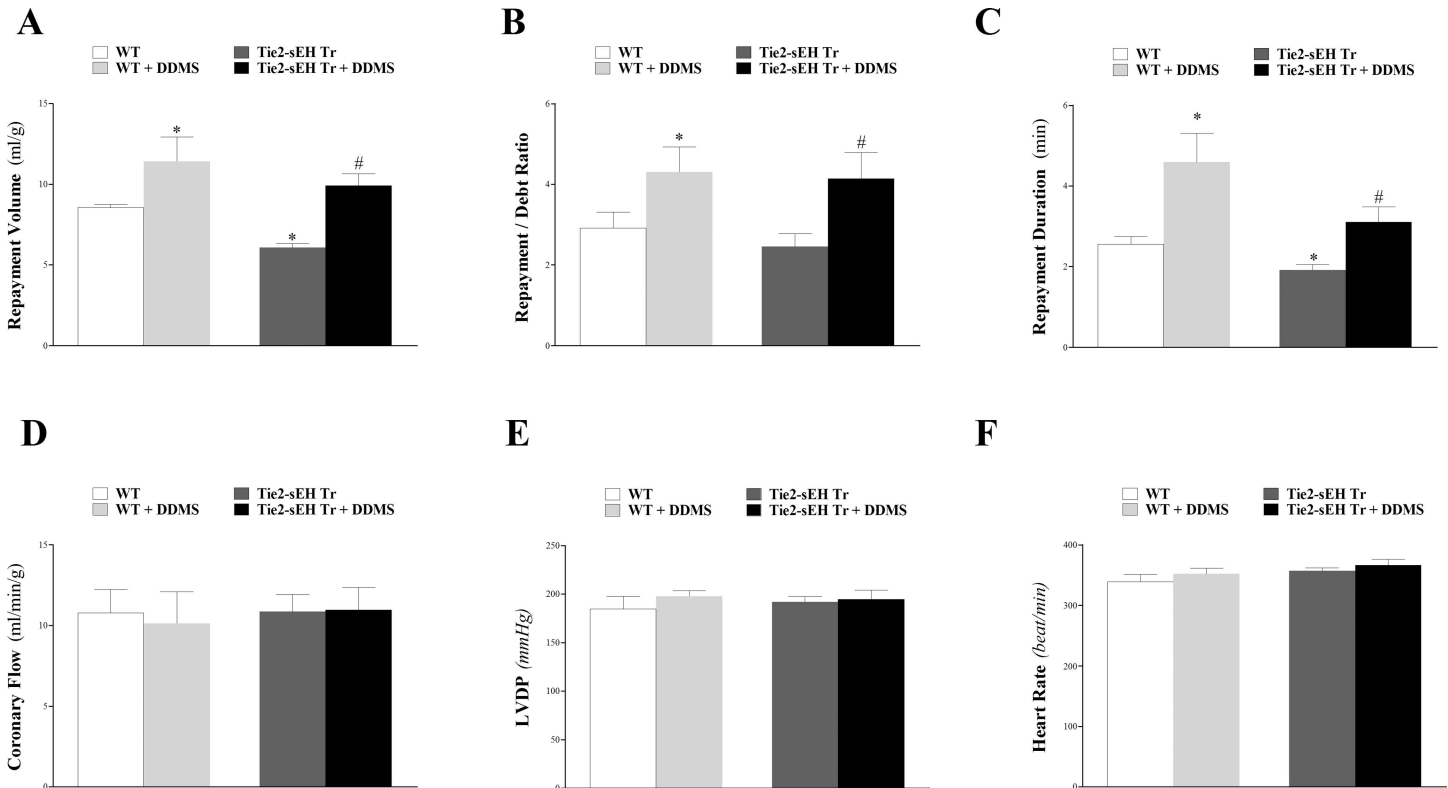 A
WT
Tie2-sEH Tr
WT + DDMS
Tie2-sEH Tr + DDMS
Repayment Volume (ml/g)
15
10
5
0
*
*
#
B
WT
Tie2-sEH Tr
WT + DDMS
Tie2-sEH Tr + DDMS
Repayment / Debt Ratio
6
4
2
0
*
#
C
WT
Tie2-sEH Tr
WT + DDMS
Tie2-sEH Tr + DDMS
Repayment Duration (min)
6
4
2
0
*
*
#
D
WT
Tie2-sEH Tr
WT + DDMS
Tie2-sEH Tr + DDMS
Coronary Flow (ml/min/g)
15
10
5
0
E
WT
Tie2-sEH Tr
WT + DDMS
Tie2-sEH Tr + DDMS
LVDP (mmHg)
250
200
150
100
50
0
F
WT
Tie2-sEH Tr
WT + DDMS
Tie2-sEH Tr + DDMS
Heart Rate (beat/min)
400
300
200
100
0